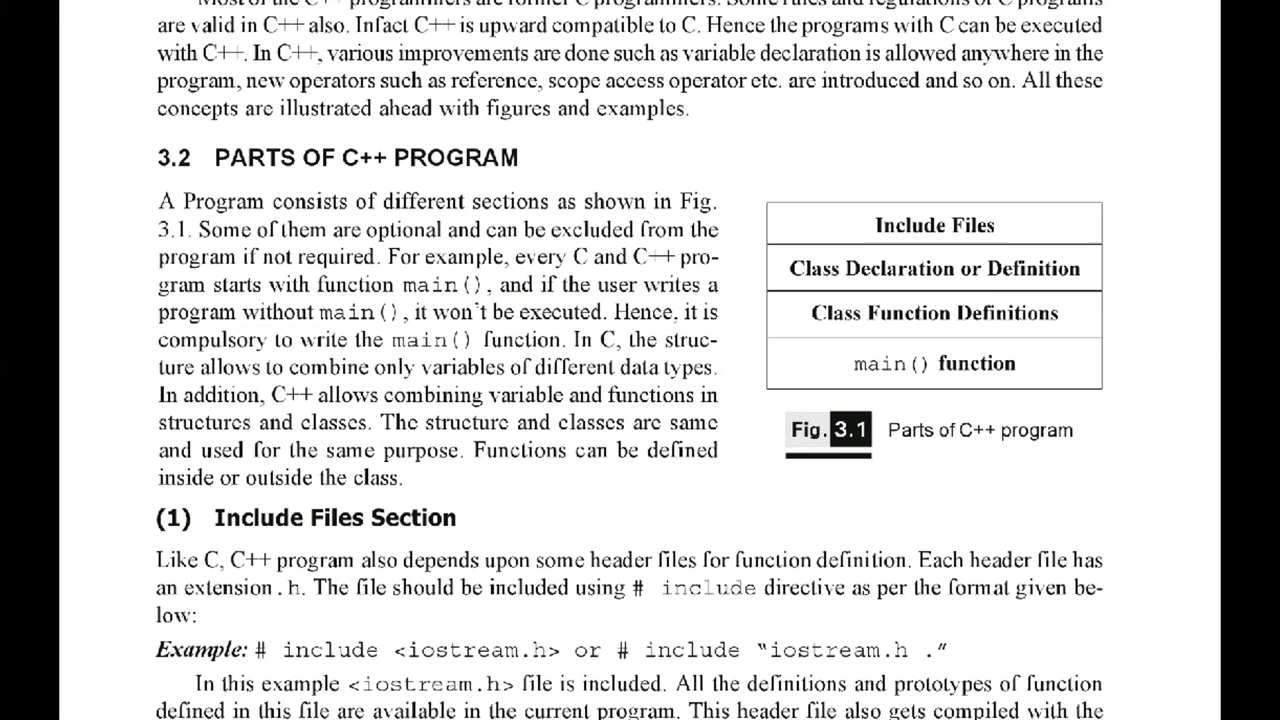 Most of the C++ programmers are former C programmers. Some rules and regulations of C programs
are valid in C++ also. Infact C++ is upward compatible to C. Hence the programs with C can be executed
with C++. In C++, various improvements are done such as variable declaration is allowed anywhere in the
program, new operators such as reference, scope access operator etc. are introduced and so on. All these
concepts are illustrated ahead with figures and examples.
3.2 PARTS OF C++ PROGRAM
A Program consists of different sections as shown in Fig.
3.1. Some of them are optional and can be excluded from the
program if not required. For example, every C and C++ pro-
gram starts with function main(), and if the user writes a
program without main(), it won't be executed. Hence, it is
compulsory to write the main() function. In C, the struc-
ture allows to combine only variables of different data types.
In addition, C++ allows combining variable and functions in
structures and classes. The structure and classes are same
and used for the same purpose. Functions can be defined
inside or outside the class.
Include Files
Class Declaration or Definition
Class Function Definitions
main() function
Fig. 3.1 Parts of C++ program
(1) Include Files Section
Like C, C++ program also depends upon some header files for function definition. Each header file has
an extension .h. The file should be included using # include directive as per the format given be-
low:
Example: # include <iostream.h> or # include "iostream.h ."
In this example <iostream.h> file is included. All the definitions and prototypes of function
defined in this file are available in the current program. This header file also gets compiled with the